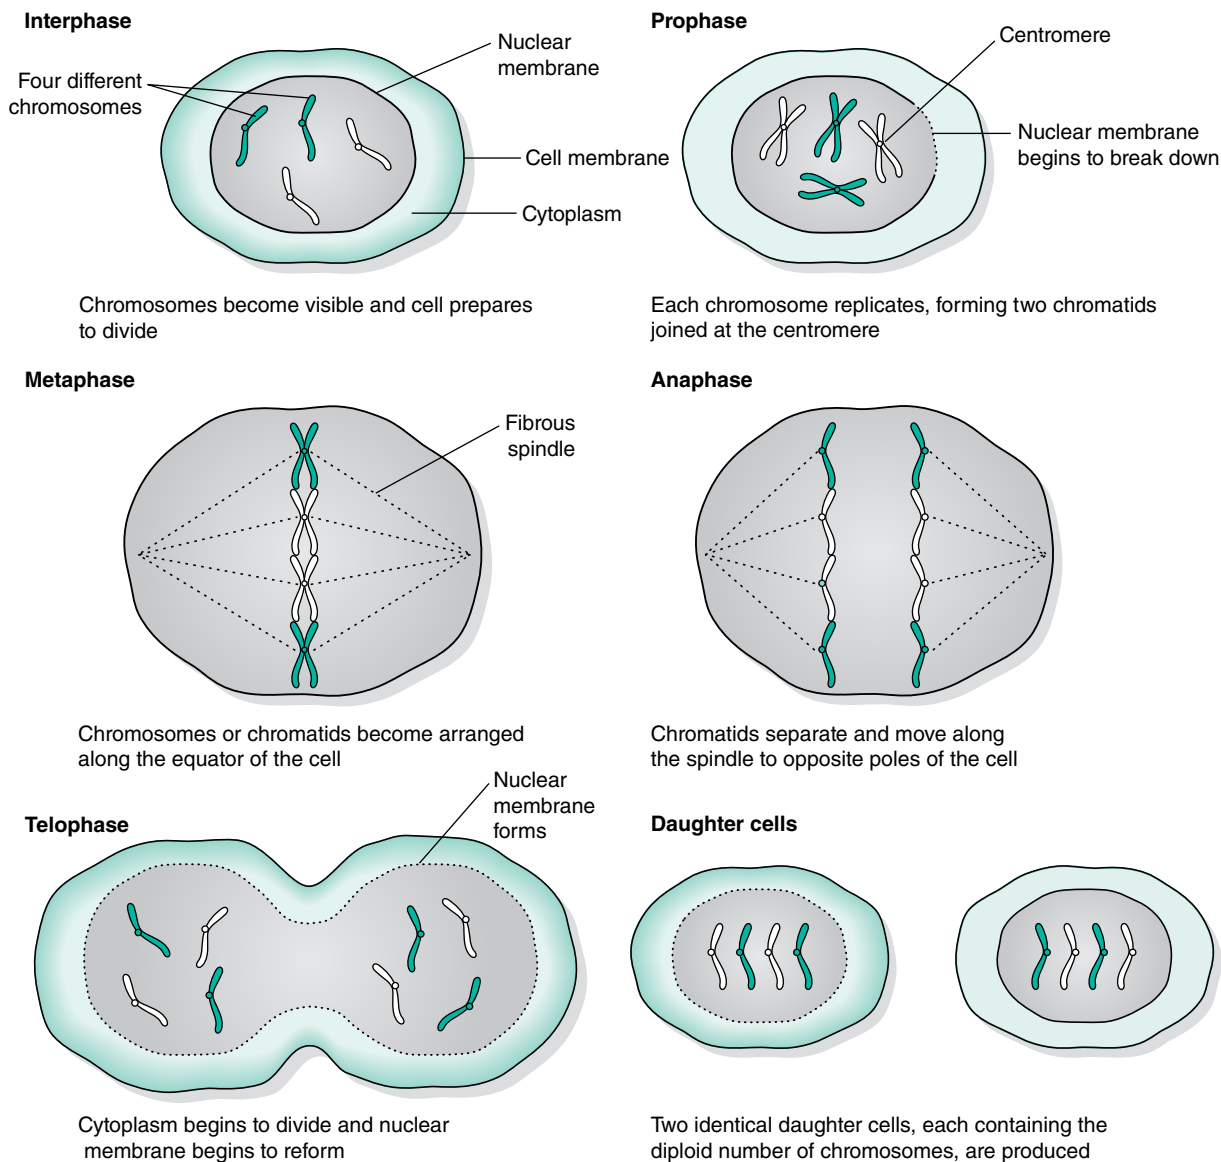 Interphase
Nuclear
membrane
Four different
chromosomes
Cell membrane
Cytoplasm
Chromosomes become visible and cell prepares
to divide
Prophase
Centromere
Nuclear membrane
begins to break down
Each chromosome replicates, forming two chromatids
joined at the centromere
Metaphase
Fibrous
spindle
Chromosomes or chromatids become arranged
along the equator of the cell
Anaphase
Chromatids separate and move along
the spindle to opposite poles of the cell
Telophase
Nuclear
membrane
forms
Cytoplasm begins to divide and nuclear
membrane begins to reform
Daughter cells
Two identical daughter cells, each containing the
diploid number of chromosomes, are produced